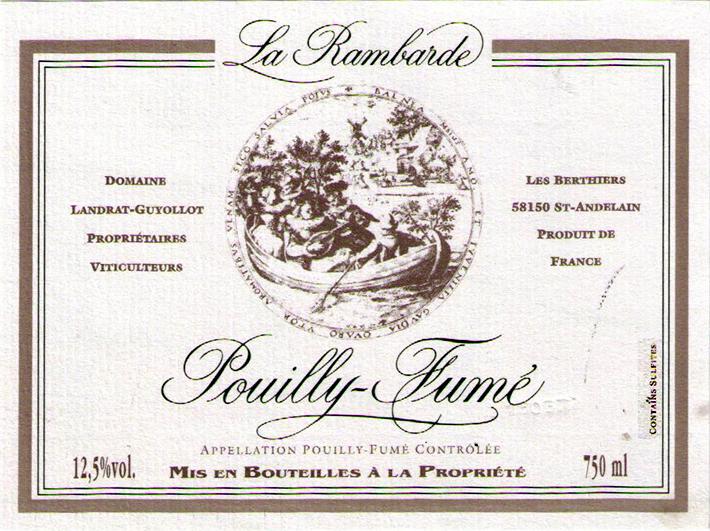 La Rambarde
DOMAINE
LANDRAT-GUYOLLOT
PROPRIÉTAIRES
VITICULTEURS
LES BERTHIERS
58150 ST-ANDELAIN
PRODUIT DE
FRANCE
Pouilly-Fumé
CONTAINS SULFITES
APPELLATION POUILLY-FUMÉ CONTRÔLÉE
12,5%vol.
MIS EN BOUTEILLES À LA PROPRIÉTÉ
750 ml